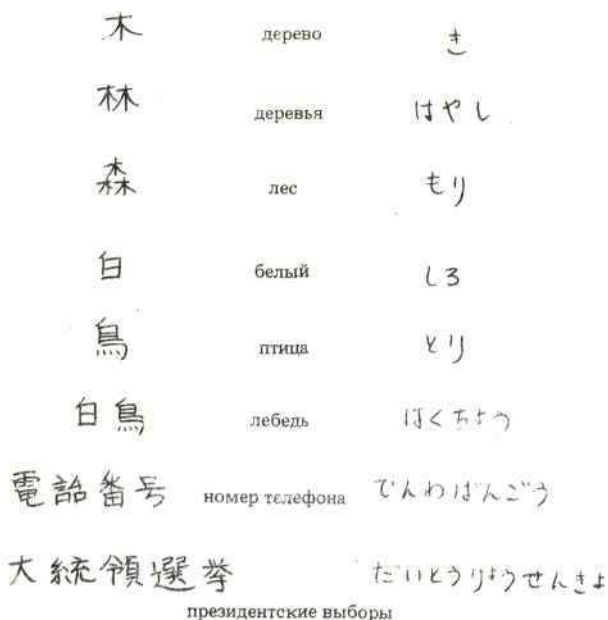 木 дерево き
林 деревья はやし
森 лес もり
白 белый しろ
鳥 птица とり
白鳥 лебедь はくちょう
電話番号 номер телефона でんわばんごう
大統領選挙 だいとうりょうせんきょ
президентские выборы